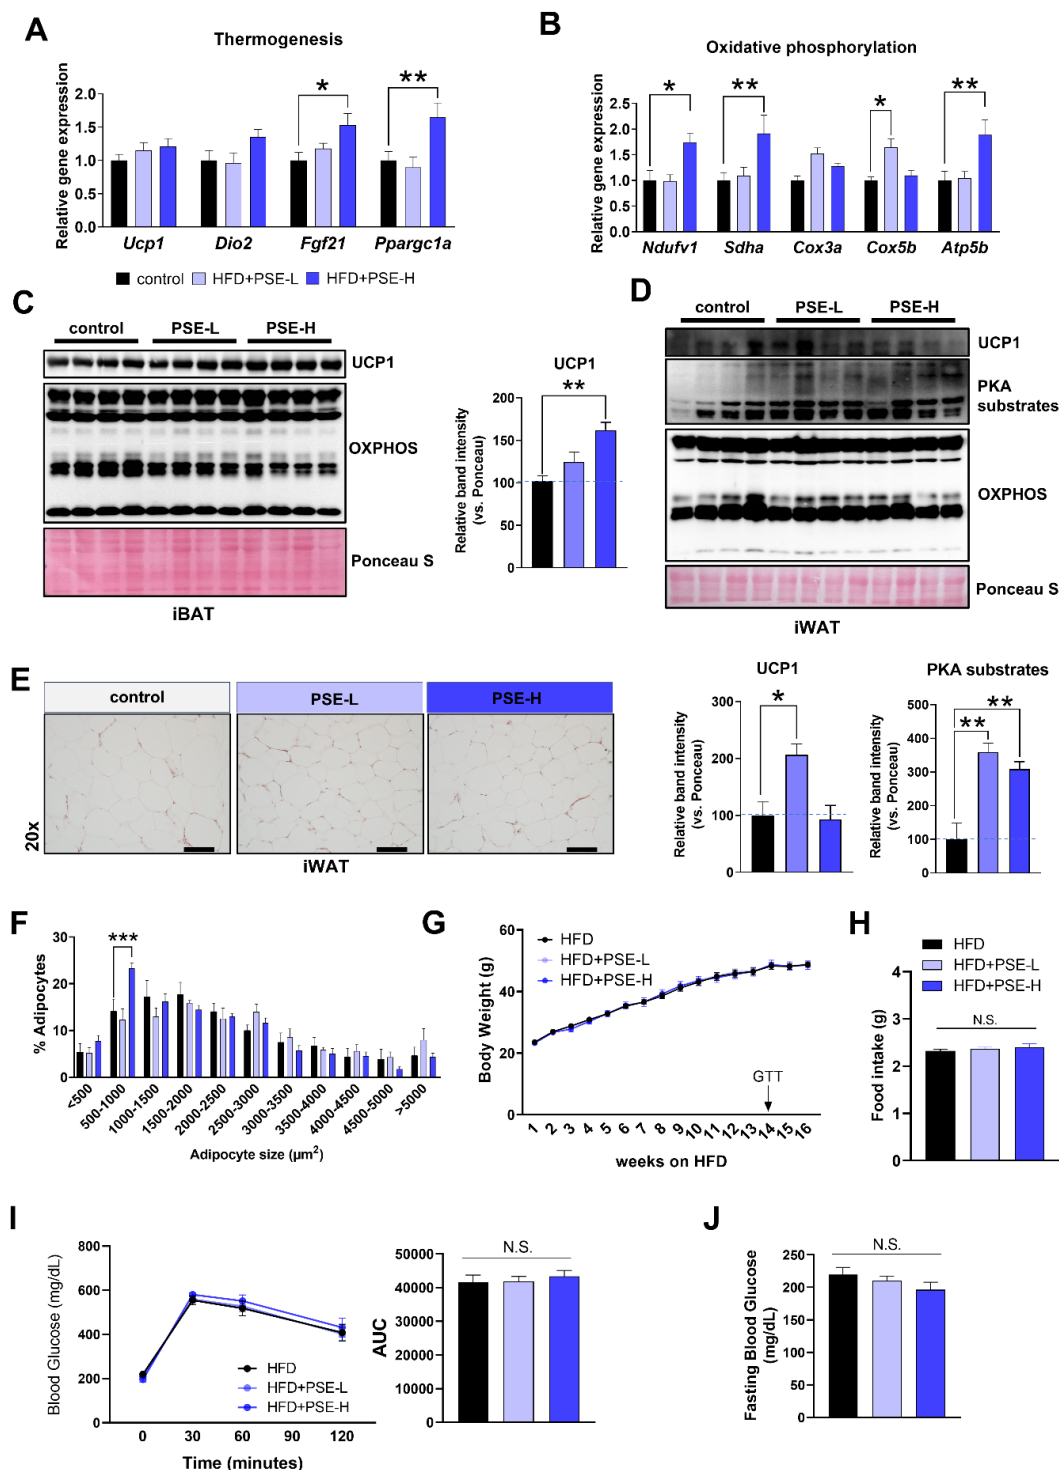 A
Thermogenesis
Relative gene expression
2.0
1.5
1.0
0.5
0.0
*
**
Ucp1 Dio2 Fgf21 Ppargc1a
control HFD+PSE-L HFD+PSE-H
B
Oxidative phosphorylation
Relative gene expression
2.5
2.0
1.5
1.0
0.5
0.0
*
**
*
**
Ndufv1 Sdha Cox3a Cox5b Atp5b
C
control PSE-L PSE-H
UCP1
OXPHOS
Ponceau S
iBAT
UCP1
**
Relative band intensity
(vs. Ponceau)
200
150
100
50
0
D
control PSE-L PSE-H
UCP1
PKA
substrates
OXPHOS
Ponceau S
iWAT
UCP1
*
Relative band intensity
(vs. Ponceau)
300
200
100
0
PKA substrates
**
**
Relative band intensity
(vs. Ponceau)
500
400
300
200
100
0
E
control PSE-L PSE-H
20x
iWAT
F
% Adipocytes
30
20
10
0
***
<500 500-1000 1000-1500 1500-2000 2000-2500 2500-3000 3000-3500 3500-4000 4000-4500 4500-5000 >5000
Adipocyte size (µm2)
G
Body Weight (g)
60
40
20
0
HFD
HFD+PSE-L
HFD+PSE-H
GTT
1 2 3 4 5 6 7 8 9 10 11 12 13 14 15 16
weeks on HFD
H
HFD
HFD+PSE-L
HFD+PSE-H
Food intake (g)
4
3
2
1
0
N.S.
I
Blood Glucose (mg/dL)
800
600
400
200
0
HFD
HFD+PSE-L
HFD+PSE-H
0 30 60 90 120
Time (minutes)
AUC
50000
40000
30000
20000
10000
0
N.S.
J
Fasting Blood Glucose
(mg/dL)
250
200
150
100
50
0
N.S.